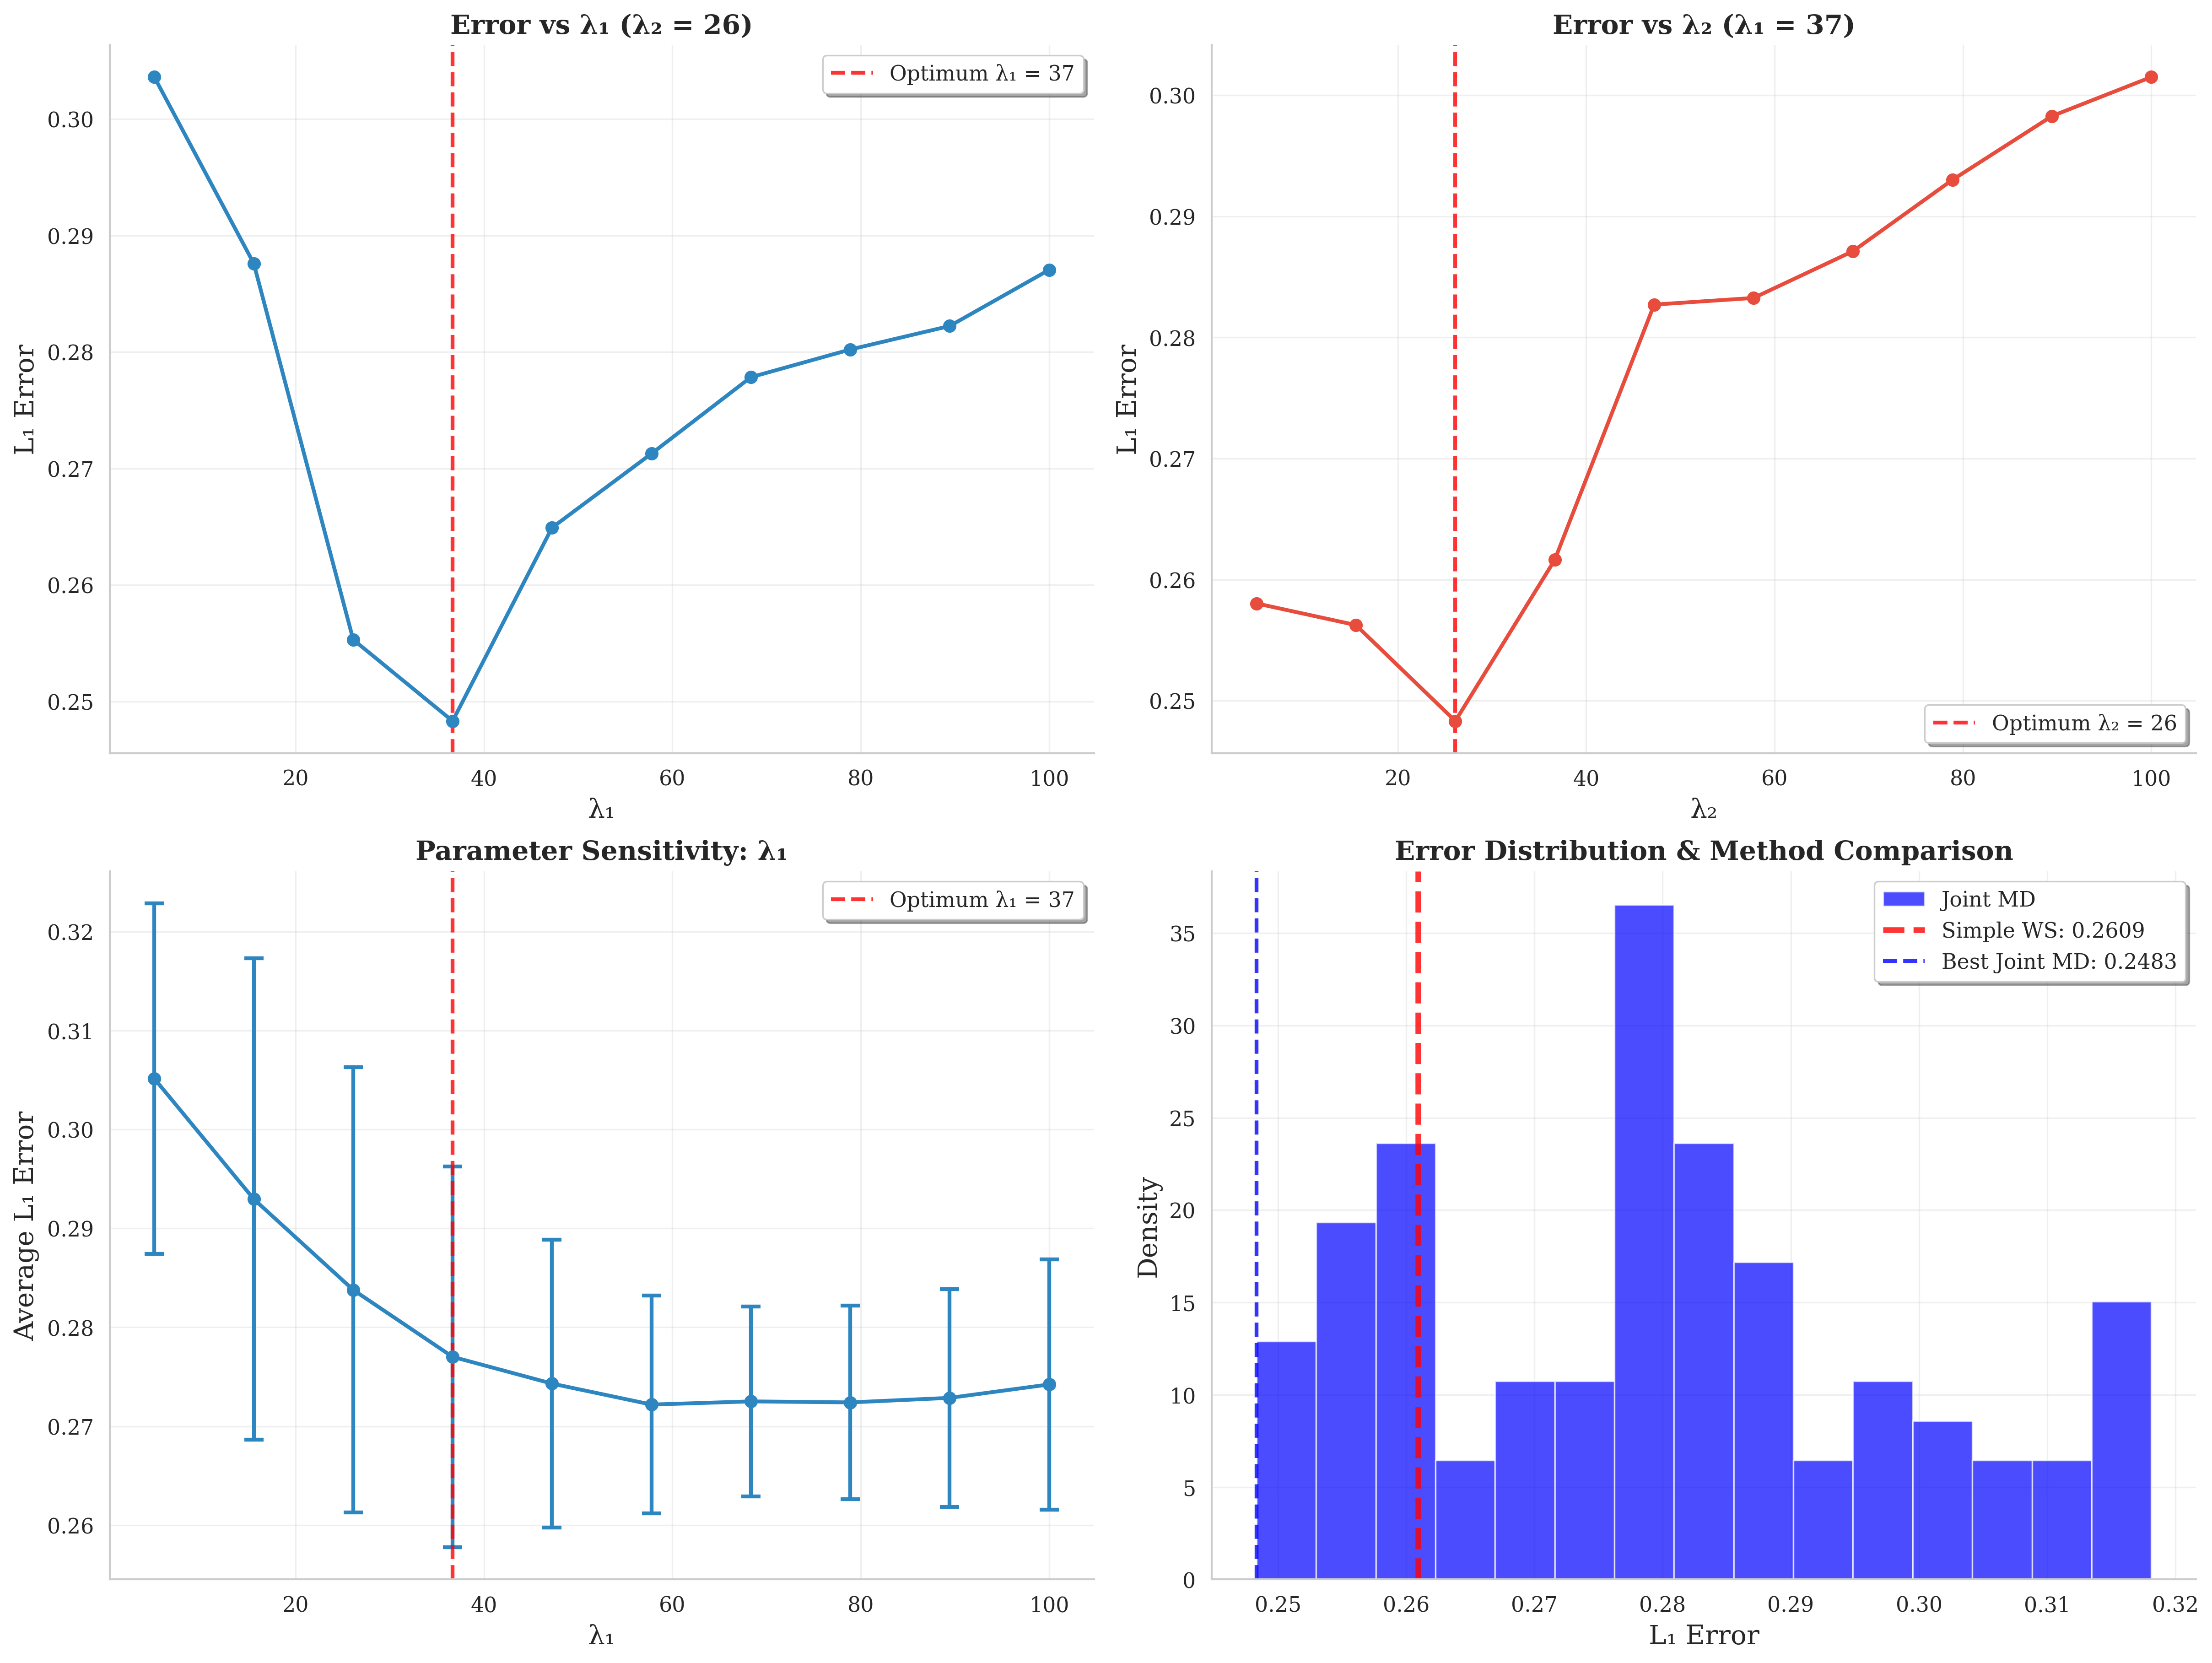 Error vs λ₁ (λ₂ = 26)
Optimum λ₁ = 37
L₁ Error
0.30
0.29
0.28
0.27
0.26
0.25
20 40 60 80 100
λ₁
Error vs λ₂ (λ₁ = 37)
Optimum λ₂ = 26
L₁ Error
0.30
0.29
0.28
0.27
0.26
0.25
20 40 60 80 100
λ₂
Parameter Sensitivity: λ₁
Optimum λ₁ = 37
Average L₁ Error
0.32
0.31
0.30
0.29
0.28
0.27
0.26
20 40 60 80 100
λ₁
Error Distribution & Method Comparison
Joint MD
Simple WS: 0.2609
Best Joint MD: 0.2483
Density
35
30
25
20
15
10
5
0
0.25 0.26 0.27 0.28 0.29 0.30 0.31 0.32
L₁ Error